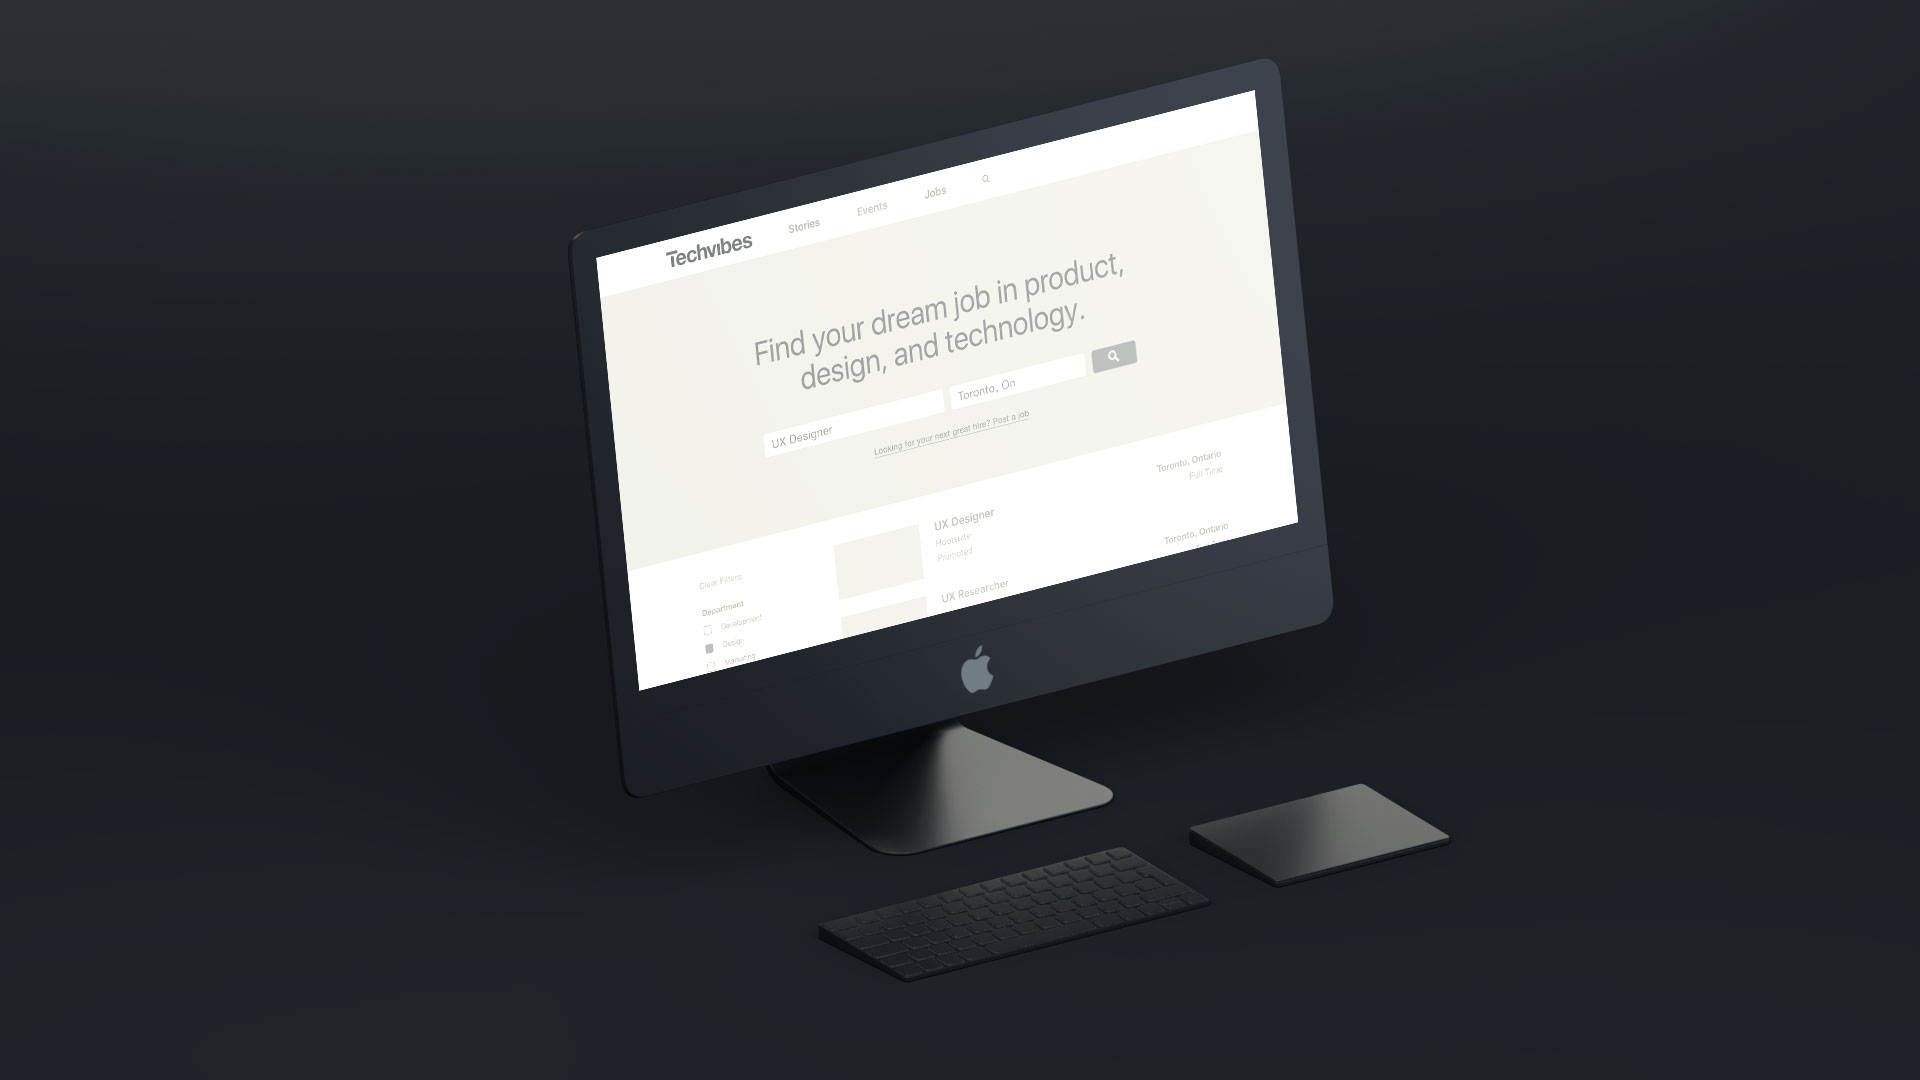 Techvibes
Stories
Events
Jobs
Find your dream job in product,
design, and technology.
UX Designer
Toronto, On
Looking for your next great hire? Post a job
Clear Filters
Department
Development
Design
Marketing
UX Designer
Hootsuite
Promoted
Toronto, Ontario
Full Time
UX Researcher
Toronto, Ontario